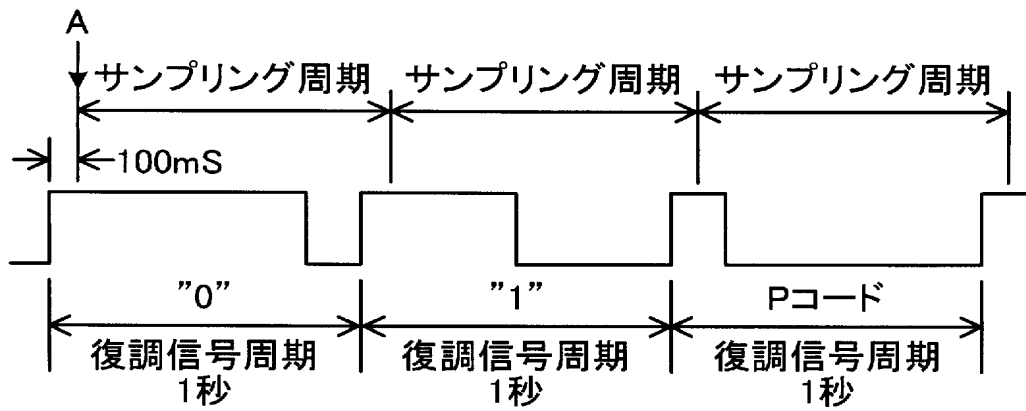 A
サンプリング周期
サンプリング周期
サンプリング周期
100mS
"0"
"1"
Pコード
復調信号周期
1秒
復調信号周期
1秒
復調信号周期
1秒